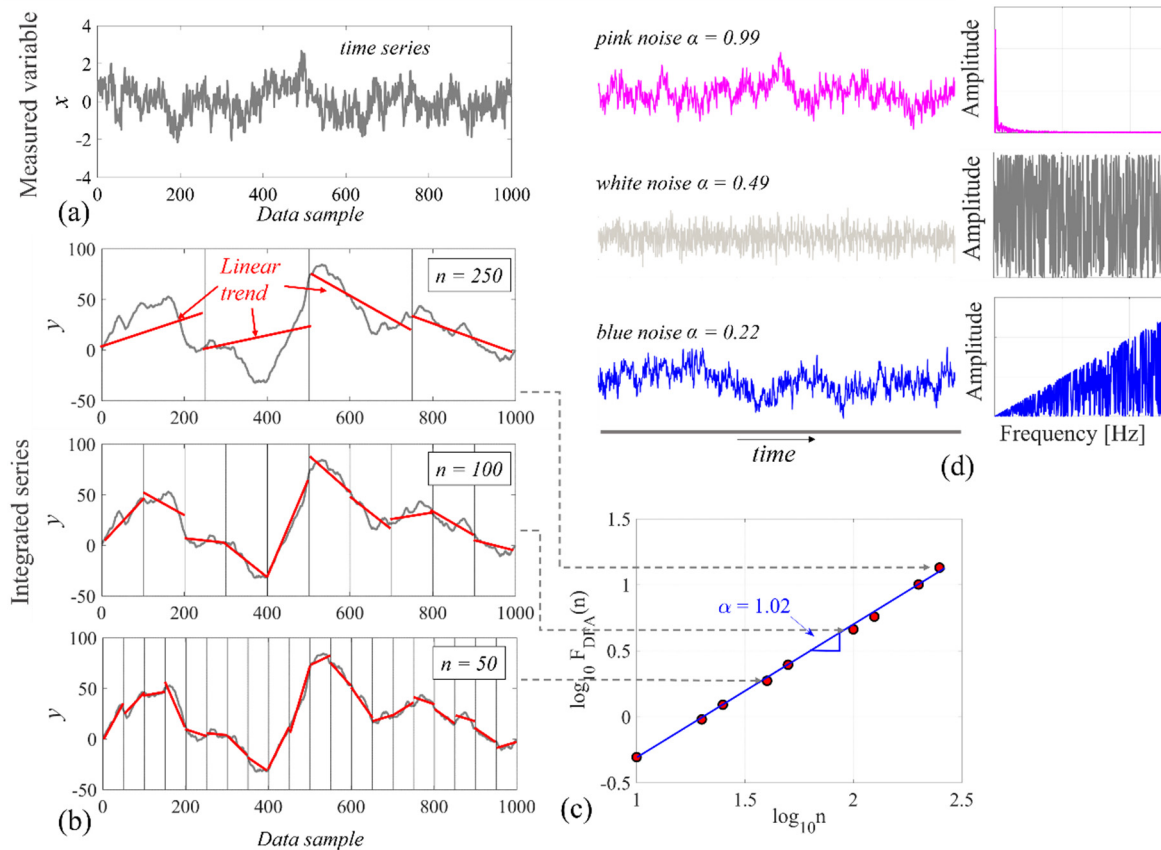 Measured variable
x
4
2
0
-2
-4
time series
0 200 400 600 800 1000
Data sample
(a)
Integrated series
y
100
50
0
-50
Linear
trend
n = 250
0 200 400 600 800 1000
y
100
50
0
-50
n = 100
0 200 400 600 800 1000
y
100
50
0
-50
n = 50
0 200 400 600 800 1000
(b)
Data sample
pink noise α = 0.99
Amplitude
white noise α = 0.49
Amplitude
blue noise α = 0.22
Amplitude
time
Frequency [Hz]
(d)
log10 FDFA(n)
1.5
1
0.5
0
-0.5
α = 1.02
1 1.5 2 2.5
log10n
(c)